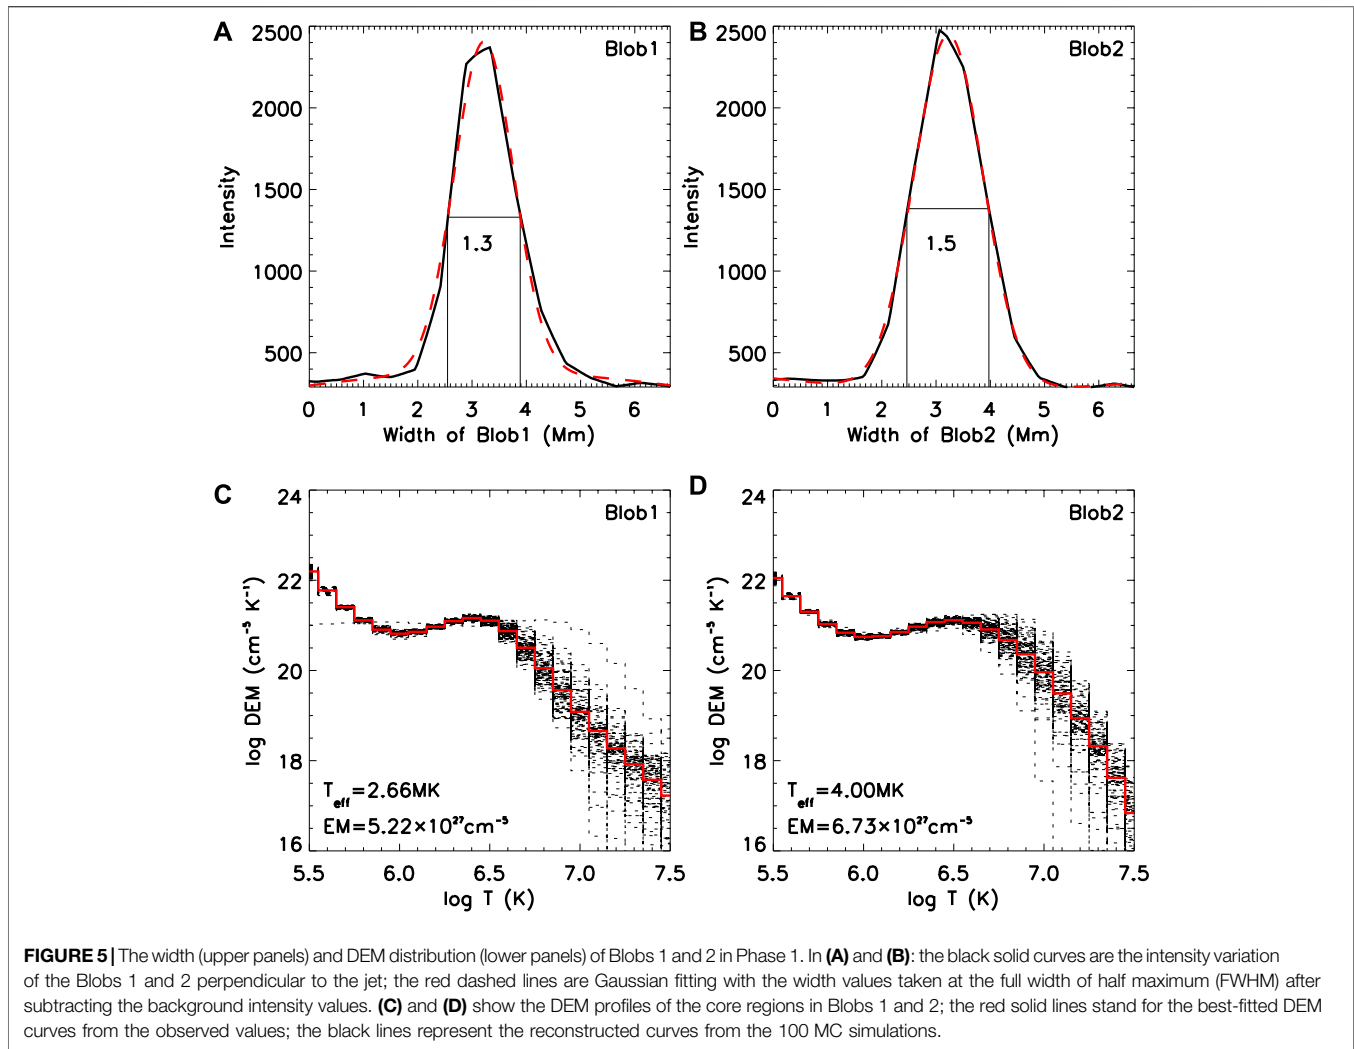 A
Blob1
2500
2000
1500
1000
500
Intensity
1.3
0 1 2 3 4 5 6
Width of Blob1 (Mm)
B
Blob2
2500
2000
1500
1000
500
Intensity
1.5
0 1 2 3 4 5 6
Width of Blob2 (Mm)
C
Blob1
24
22
20
18
16
log DEM (cm⁻⁵ K⁻¹)
T_eff=2.66MK
EM=5.22×10²⁷cm⁻⁵
5.5 6.0 6.5 7.0 7.5
log T (K)
D
Blob2
24
22
20
18
16
log DEM (cm⁻⁵ K⁻¹)
T_eff=4.00MK
EM=6.73×10²⁷cm⁻⁵
5.5 6.0 6.5 7.0 7.5
log T (K)
FIGURE 5 | The width (upper panels) and DEM distribution (lower panels) of Blobs 1 and 2 in Phase 1. In (A) and (B): the black solid curves are the intensity variation
of the Blobs 1 and 2 perpendicular to the jet; the red dashed lines are Gaussian fitting with the width values taken at the full width of half maximum (FWHM) after
subtracting the background intensity values. (C) and (D) show the DEM profiles of the core regions in Blobs 1 and 2; the red solid lines stand for the best-fitted DEM
curves from the observed values; the black lines represent the reconstructed curves from the 100 MC simulations.